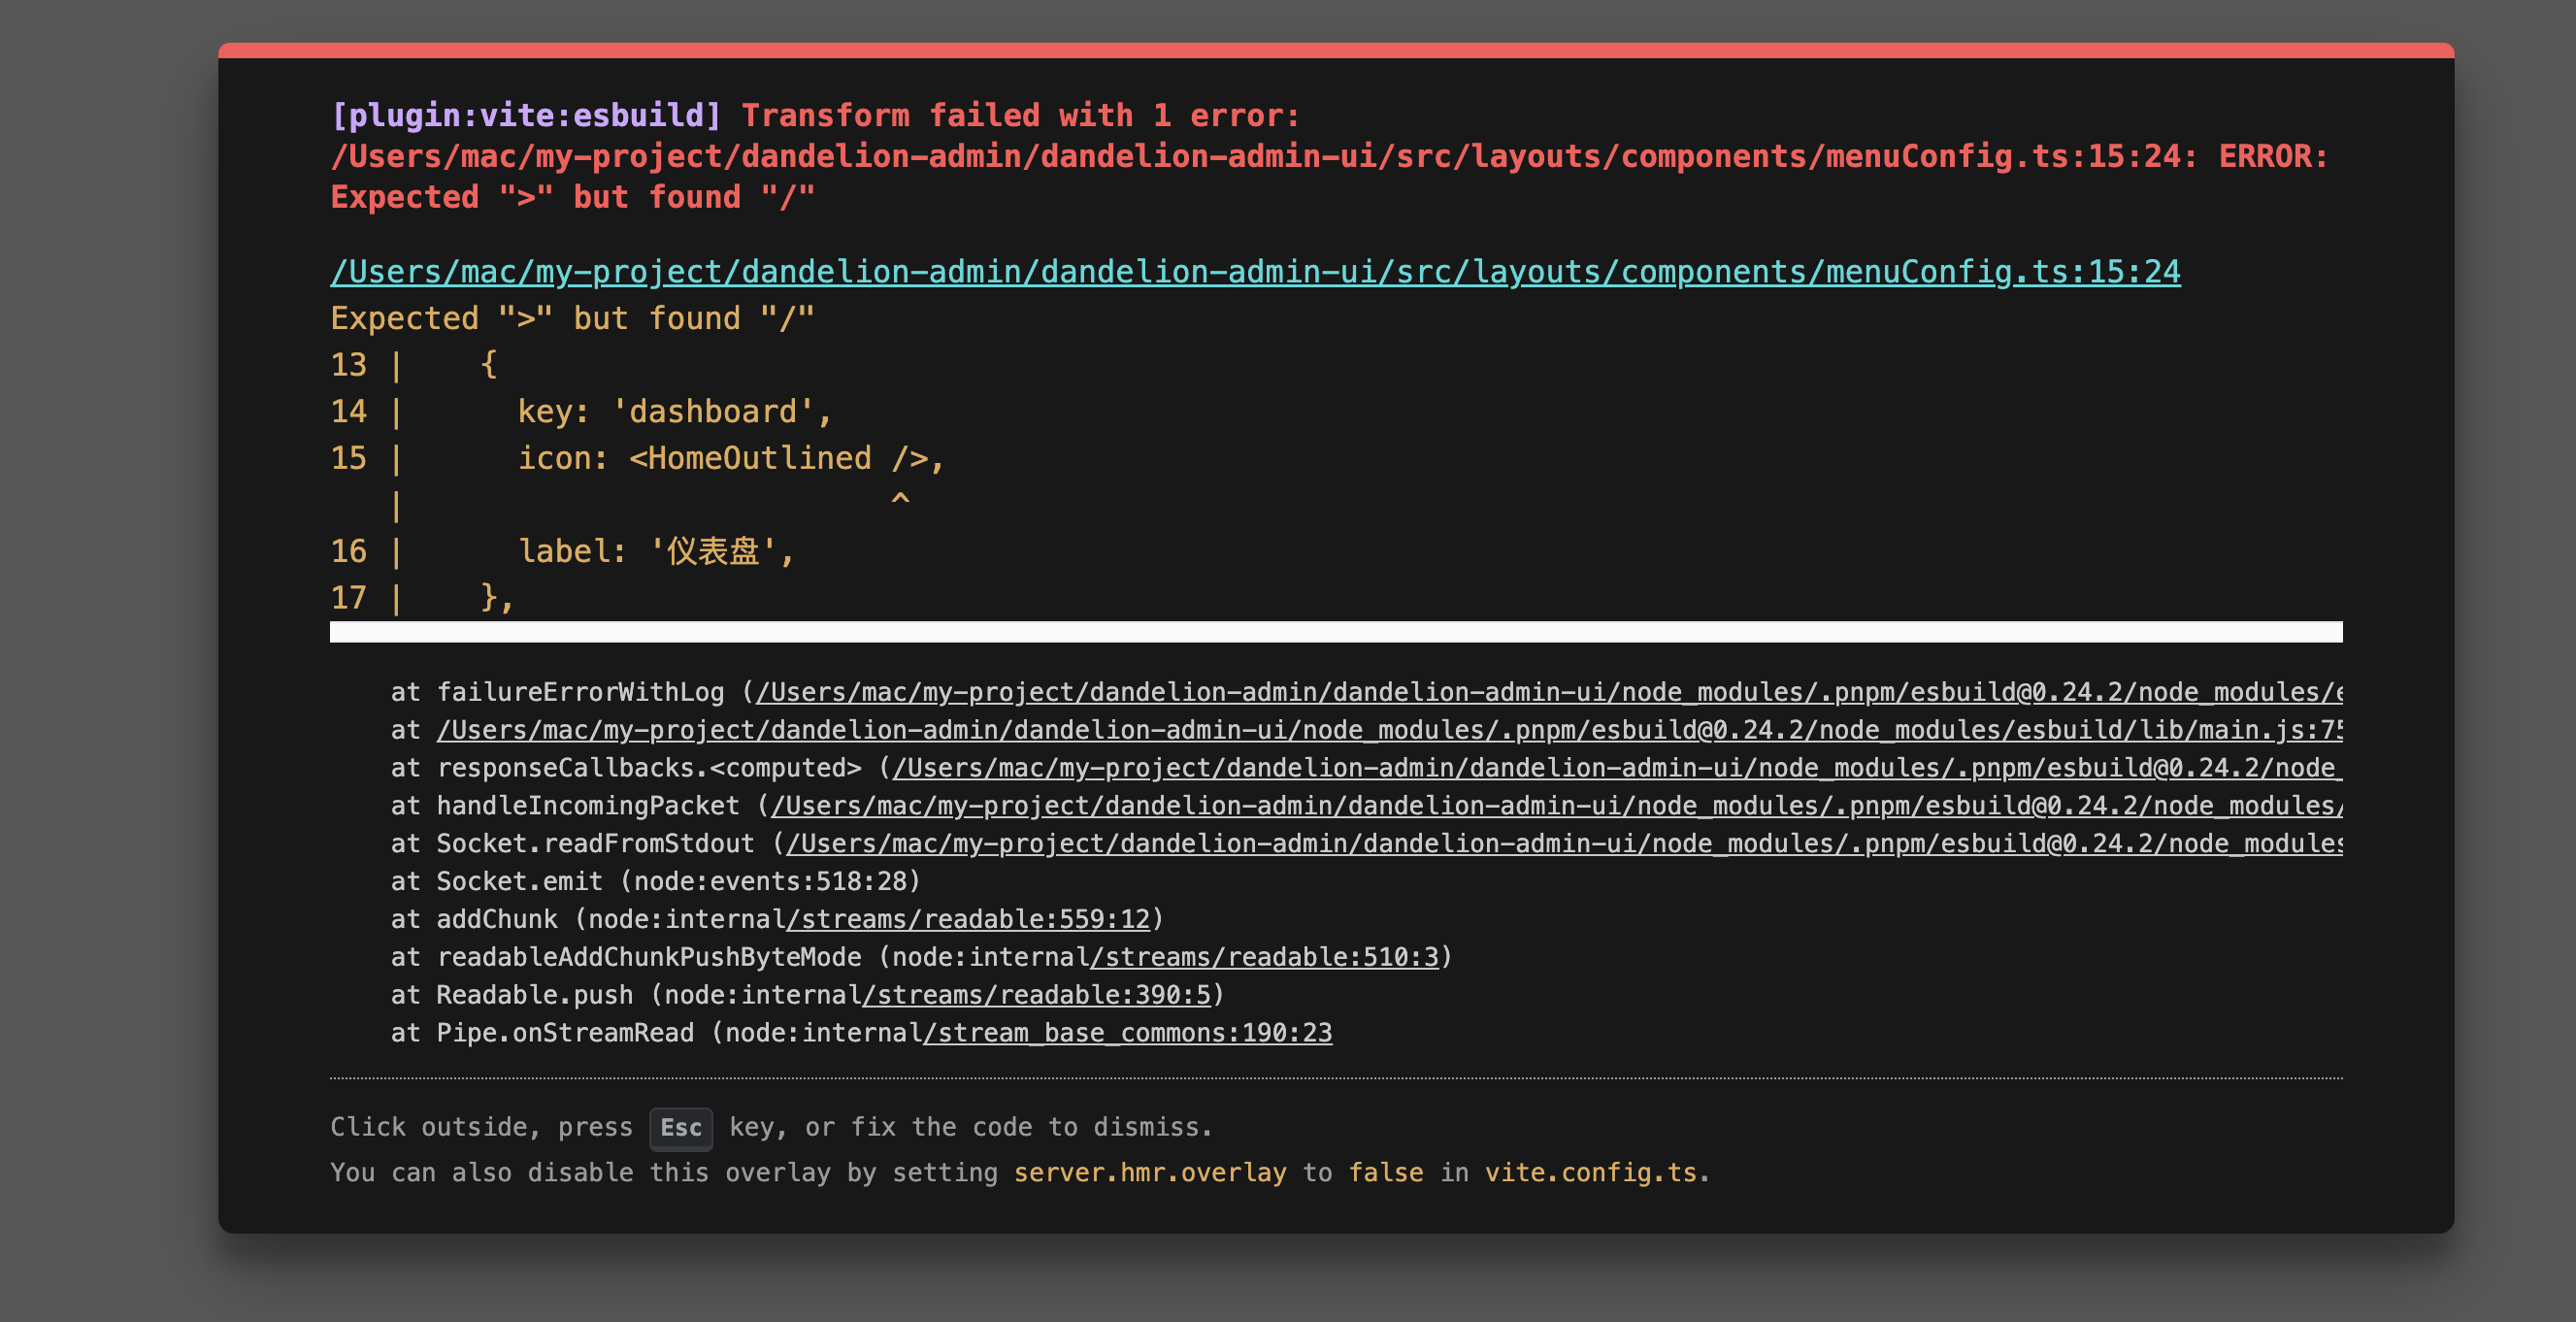 [plugin:vite:esbuild] Transform failed with 1 error:
/Users/mac/my-project/dandelion-admin/dandelion-admin-ui/src/layouts/components/menuConfig.ts:15:24: ERROR:
Expected ">" but found "/"
/Users/mac/my-project/dandelion-admin/dandelion-admin-ui/src/layouts/components/menuConfig.ts:15:24
Expected ">" but found "/"
13 |    {
14 |      key: 'dashboard',
15 |      icon: <HomeOutlined />,
   |                          ^
16 |      label: '仪表盘',
17 |    },
at failureErrorWithLog (/Users/mac/my-project/dandelion-admin/dandelion-admin-ui/node_modules/.pnpm/esbuild@0.24.2/node_modules/e
at /Users/mac/my-project/dandelion-admin/dandelion-admin-ui/node_modules/.pnpm/esbuild@0.24.2/node_modules/esbuild/lib/main.js:75
at responseCallbacks.<computed> (/Users/mac/my-project/dandelion-admin/dandelion-admin-ui/node_modules/.pnpm/esbuild@0.24.2/node_
at handleIncomingPacket (/Users/mac/my-project/dandelion-admin/dandelion-admin-ui/node_modules/.pnpm/esbuild@0.24.2/node_modules/
at Socket.readFromStdout (/Users/mac/my-project/dandelion-admin/dandelion-admin-ui/node_modules/.pnpm/esbuild@0.24.2/node_modules
at Socket.emit (node:events:518:28)
at addChunk (node:internal/streams/readable:559:12)
at readableAddChunkPushByteMode (node:internal/streams/readable:510:3)
at Readable.push (node:internal/streams/readable:390:5)
at Pipe.onStreamRead (node:internal/stream_base_commons:190:23
Click outside, press Esc key, or fix the code to dismiss.
You can also disable this overlay by setting server.hmr.overlay to false in vite.config.ts.